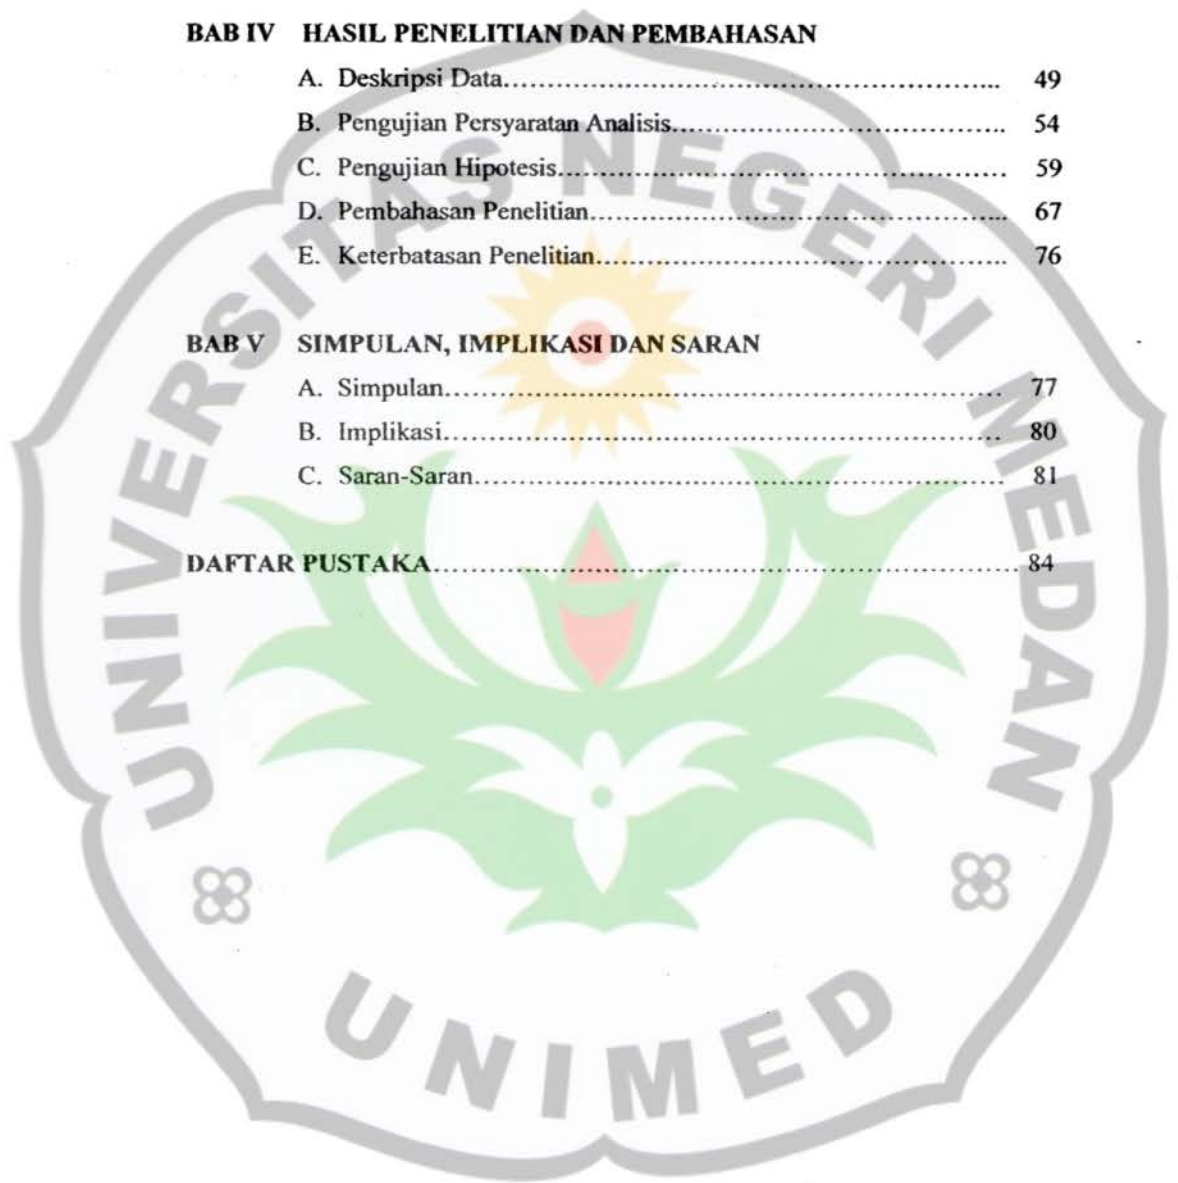 BAB IV HASIL PENELITIAN DAN PEMBAHASAN
A. Deskripsi Data........................................................ 49
B. Pengujian Persyaratan Analisis..................................... 54
C. Pengujian Hipotesis.................................................. 59
D. Pembahasan Penelitian.............................................. 67
E. Keterbatasan Penelitian............................................. 76
BAB V SIMPULAN, IMPLIKASI DAN SARAN
A. Simpulan.............................................................. 77
B. Implikasi.............................................................. 80
C. Saran-Saran........................................................... 81
DAFTAR PUSTAKA.................................................................. 84
UNIVERSITAS NEGERI MEDAN
UNIMED